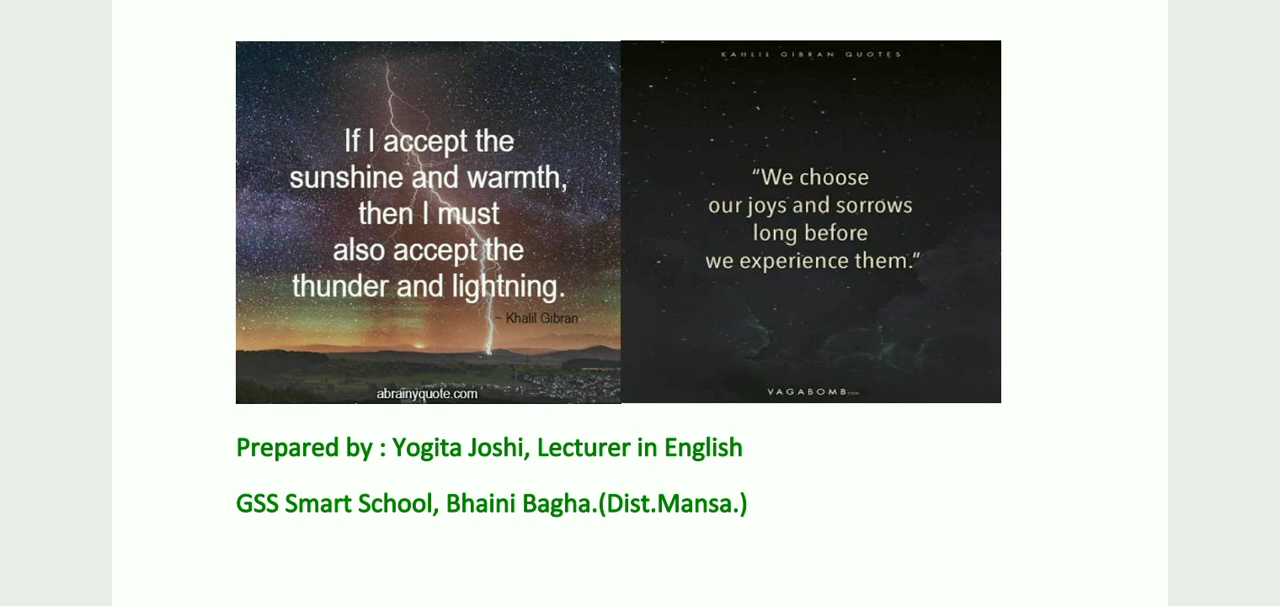 If I accept the
sunshine and warmth,
then I must
also accept the
thunder and lightning.
~ Khalil Gibran
abrainyquote.com
KAHLIL GIBRAN QUOTES
“We choose
our joys and sorrows
long before
we experience them.”
VAGABOMB.COM
Prepared by : Yogita Joshi, Lecturer in English
GSS Smart School, Bhaini Bagha.(Dist.Mansa.)